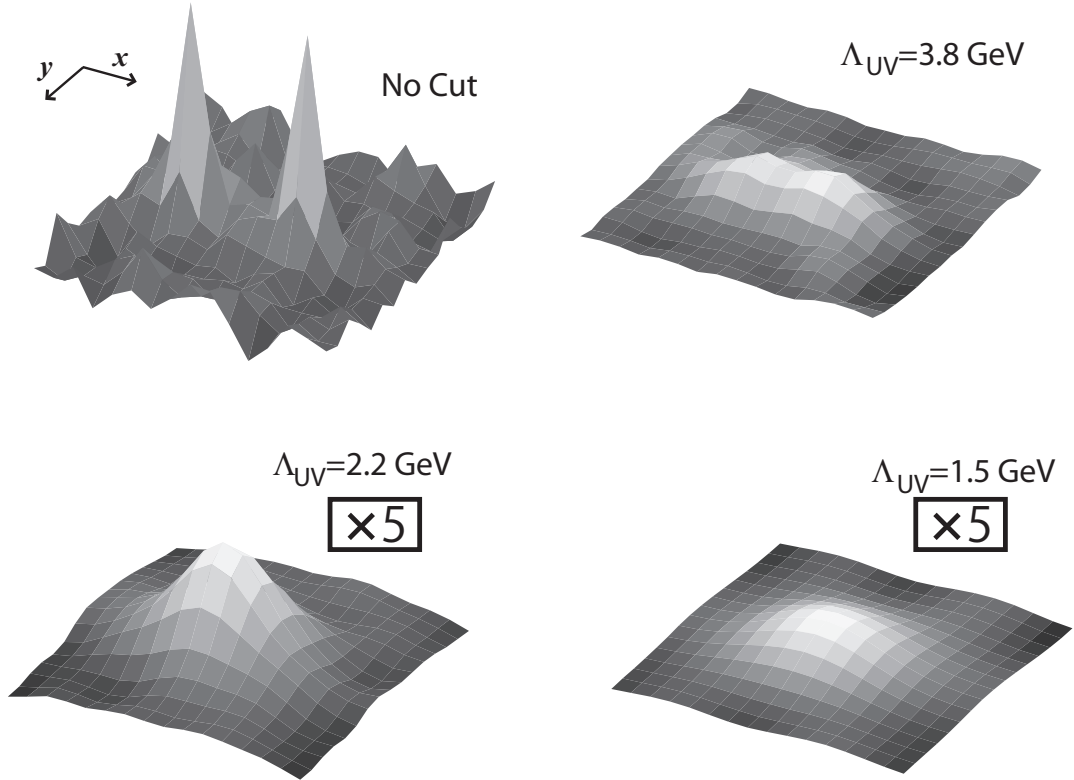 y x
No Cut
Λ_UV=3.8 GeV
Λ_UV=2.2 GeV
×5
Λ_UV=1.5 GeV
×5